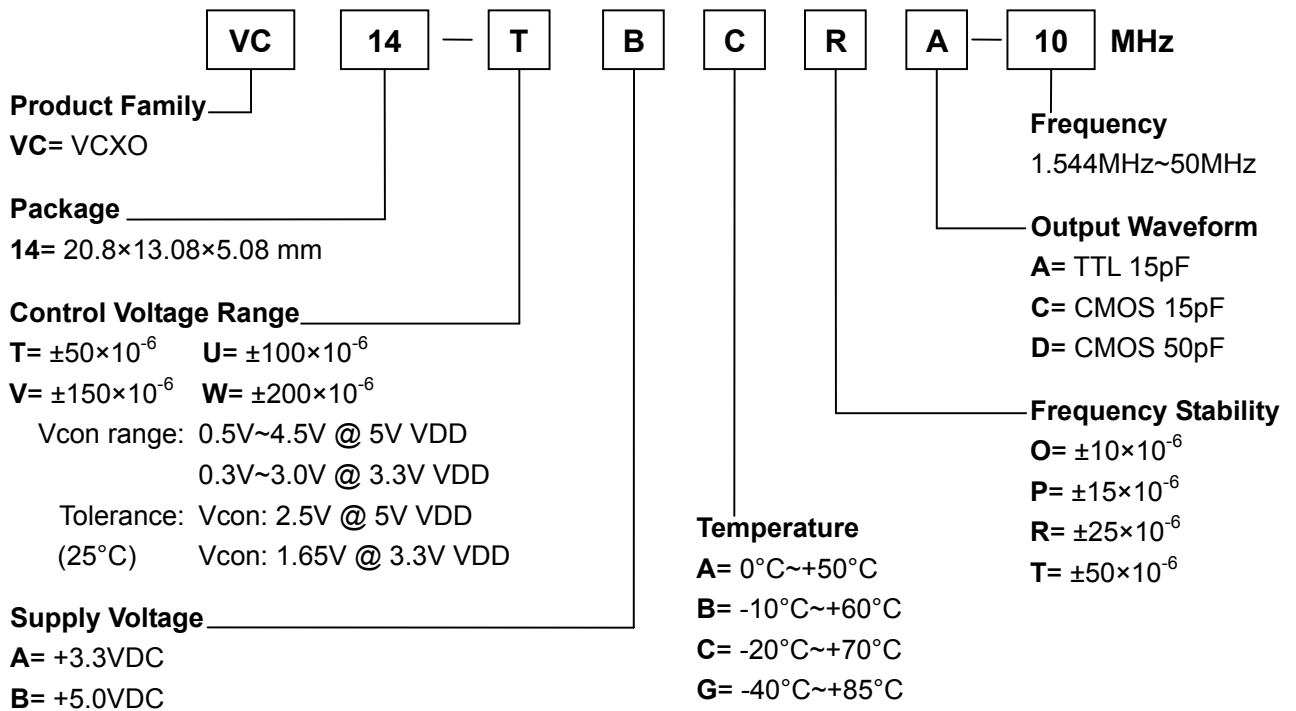 VC 14 — T B C R A — 10 MHz
Product Family
VC= VCXO
Package
14= 20.8×13.08×5.08 mm
Control Voltage Range
T= ±50×10⁻⁶ U= ±100×10⁻⁶
V= ±150×10⁻⁶ W= ±200×10⁻⁶
Vcon range: 0.5V~4.5V @ 5V VDD
0.3V~3.0V @ 3.3V VDD
Tolerance: Vcon: 2.5V @ 5V VDD
(25°C) Vcon: 1.65V @ 3.3V VDD
Supply Voltage
A= +3.3VDC
B= +5.0VDC
Temperature
A= 0°C~+50°C
B= -10°C~+60°C
C= -20°C~+70°C
G= -40°C~+85°C
Frequency
1.544MHz~50MHz
Output Waveform
A= TTL 15pF
C= CMOS 15pF
D= CMOS 50pF
Frequency Stability
O= ±10×10⁻⁶
P= ±15×10⁻⁶
R= ±25×10⁻⁶
T= ±50×10⁻⁶